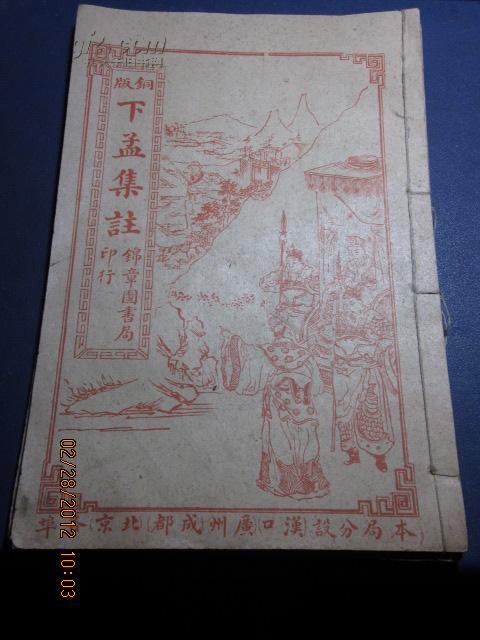 銅版
下孟集註
錦章圖書局
印行
本局分設漢口廣州成都北京 埠
02/28/2012 10:03